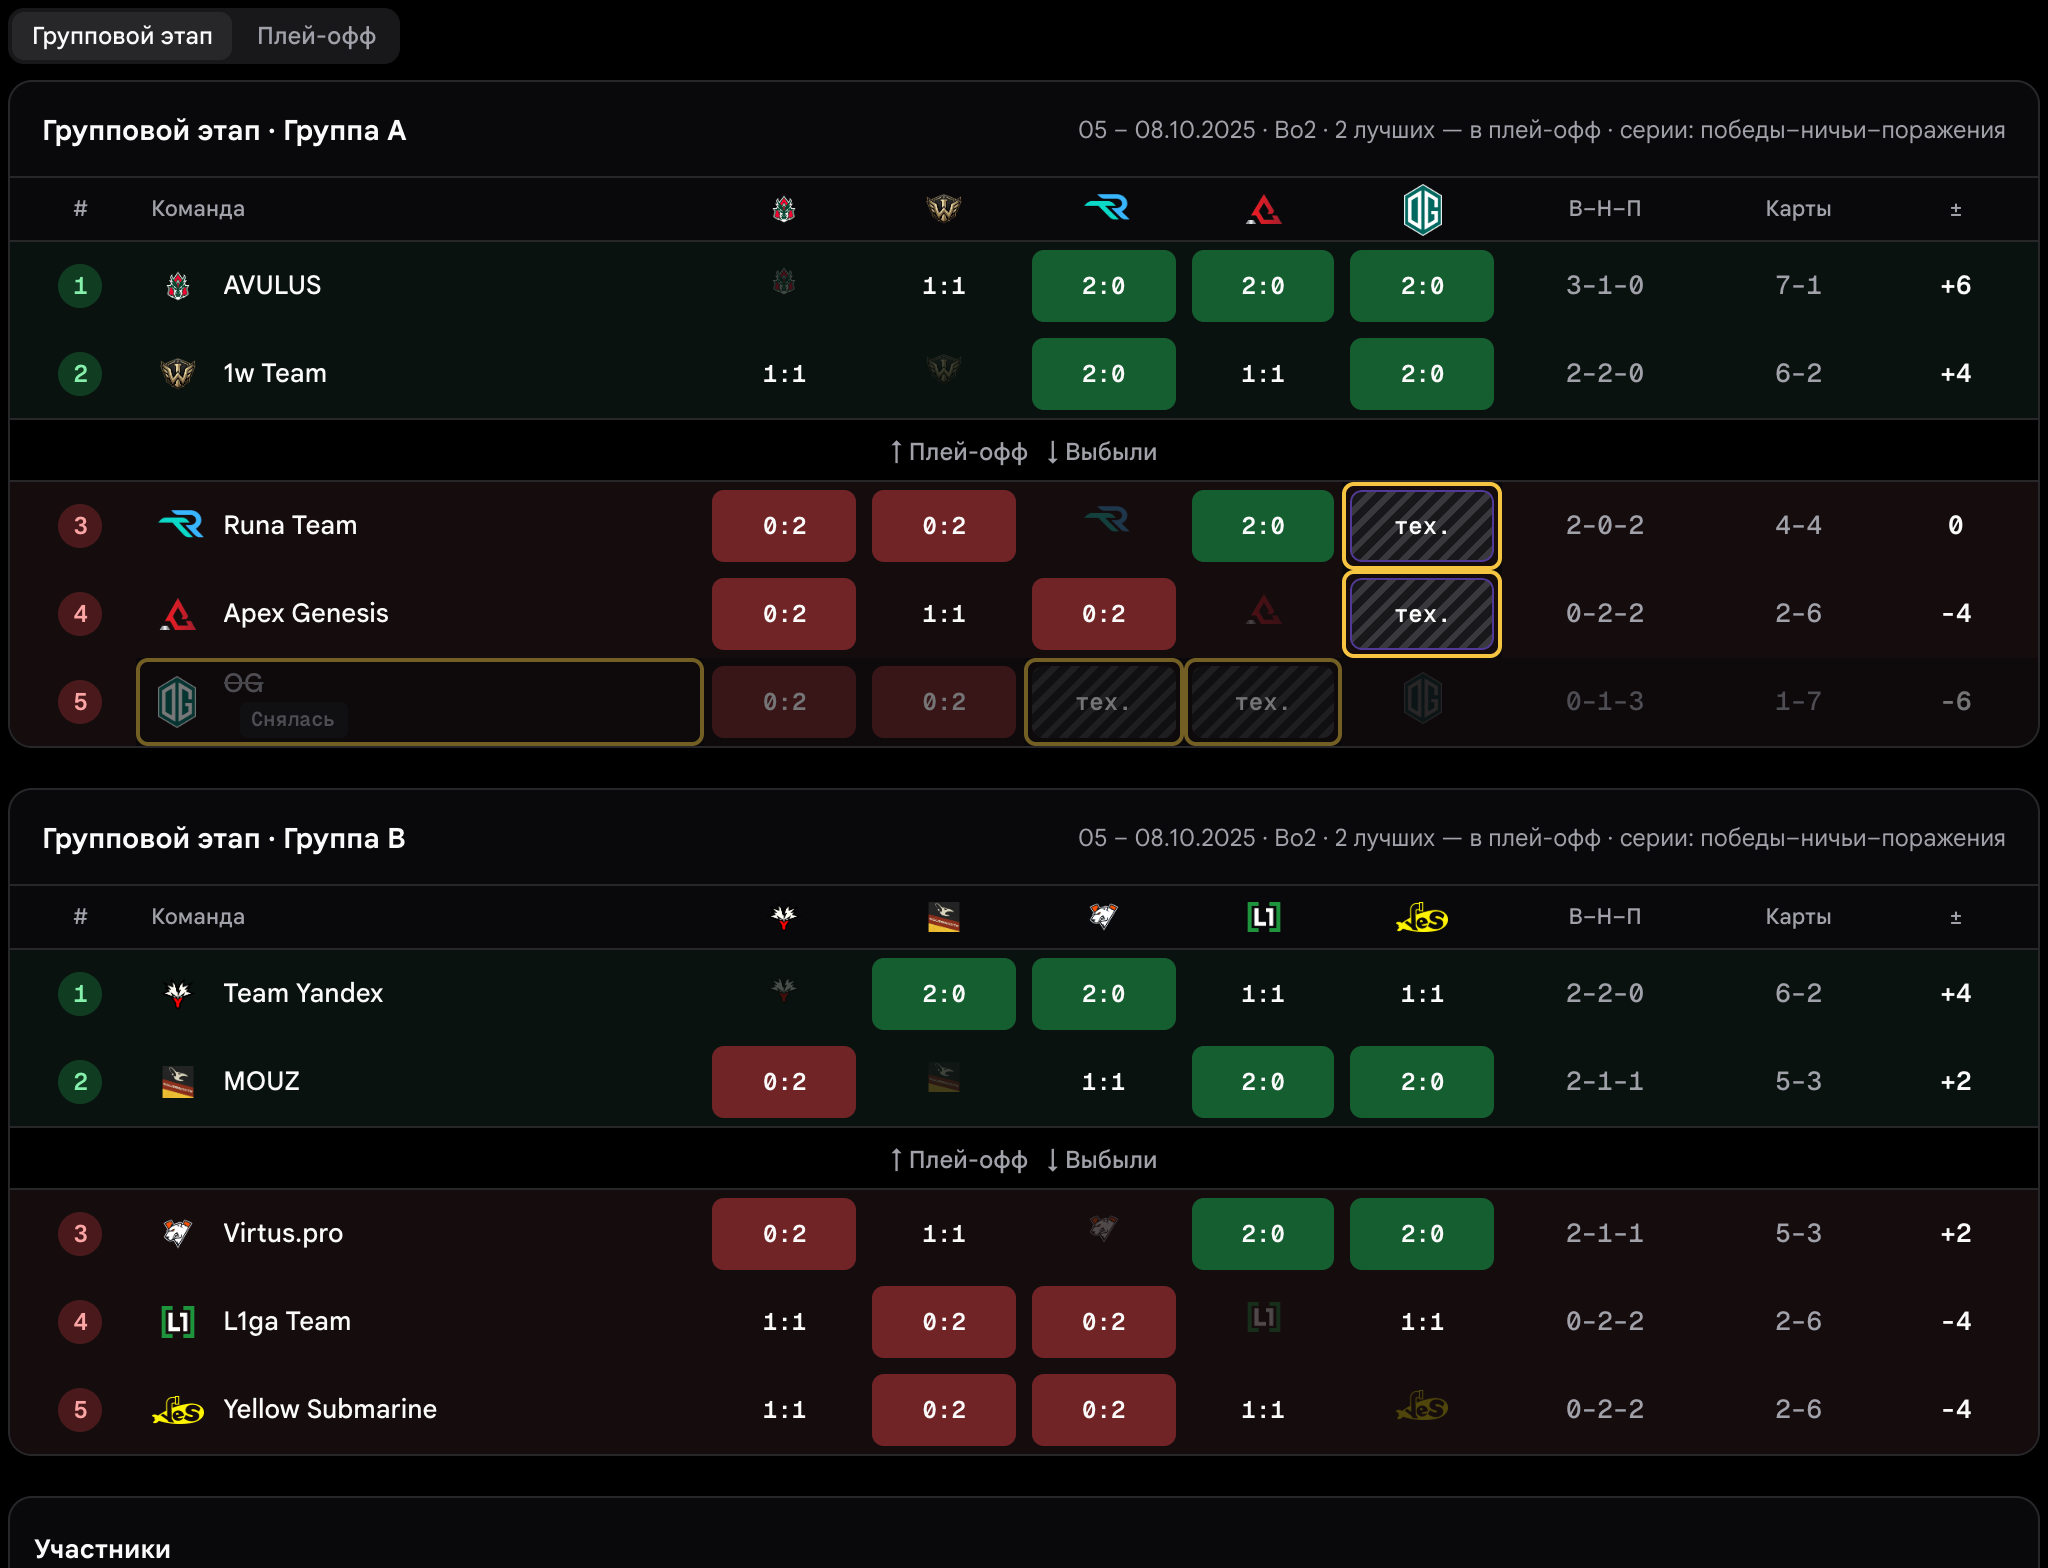 Групповой этап Плей-офф
Групповой этап · Группа A 05 – 08.10.2025 · Bo2 · 2 лучших — в плей-офф · серии: победы–ничьи–поражения
# Команда В–Н–П Карты ±
1 AVULUS 1:1 2:0 2:0 2:0 3-1-0 7-1 +6
2 1w Team 1:1 2:0 1:1 2:0 2-2-0 6-2 +4
↑ Плей-офф ↓ Выбыли
3 Runa Team 0:2 0:2 2:0 тех. 2-0-2 4-4 0
4 Apex Genesis 0:2 1:1 0:2 тех. 0-2-2 2-6 -4
5 OG 0:2 0:2 тех. тех. 0-1-3 1-7 -6
Снялась
Групповой этап · Группа B 05 – 08.10.2025 · Bo2 · 2 лучших — в плей-офф · серии: победы–ничьи–поражения
# Команда В–Н–П Карты ±
1 Team Yandex 2:0 2:0 1:1 1:1 2-2-0 6-2 +4
2 MOUZ 0:2 1:1 2:0 2:0 2-1-1 5-3 +2
↑ Плей-офф ↓ Выбыли
3 Virtus.pro 0:2 1:1 2:0 2:0 2-1-1 5-3 +2
4 L1ga Team 1:1 0:2 0:2 1:1 0-2-2 2-6 -4
5 Yellow Submarine 1:1 0:2 0:2 1:1 0-2-2 2-6 -4
Участники